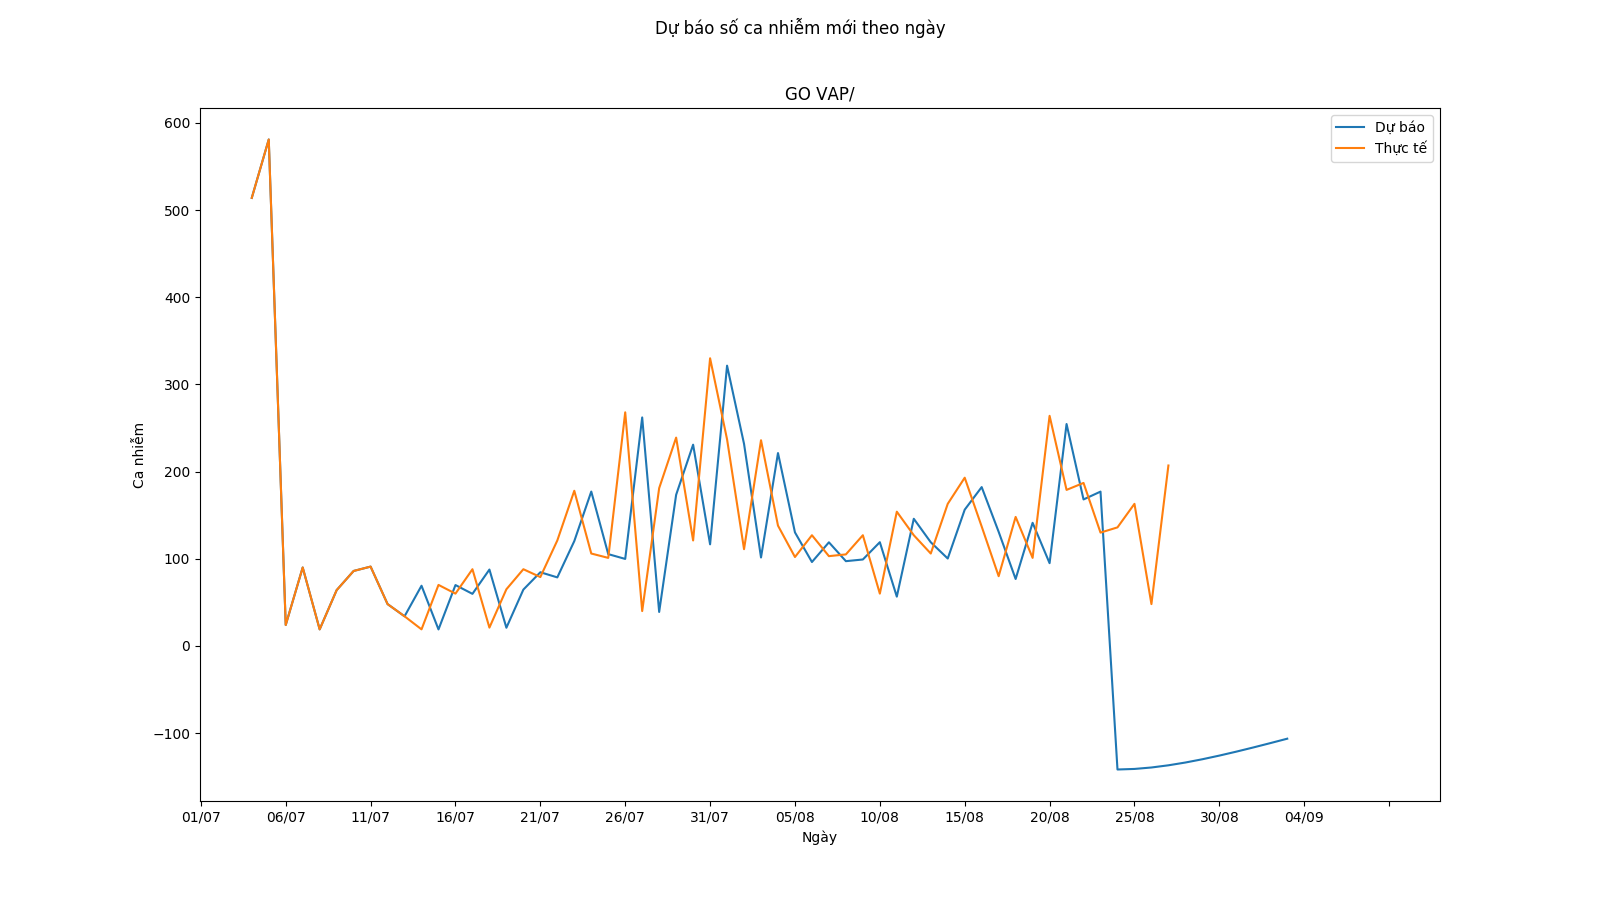 Dự báo số ca nhiễm mới theo ngày
GO VAP/
Dự báo
Thực tế
600
500
400
300
200
100
0
−100
Ca nhiễm
01/07 06/07 11/07 16/07 21/07 26/07 31/07 05/08 10/08 15/08 20/08 25/08 30/08 04/09
Ngày